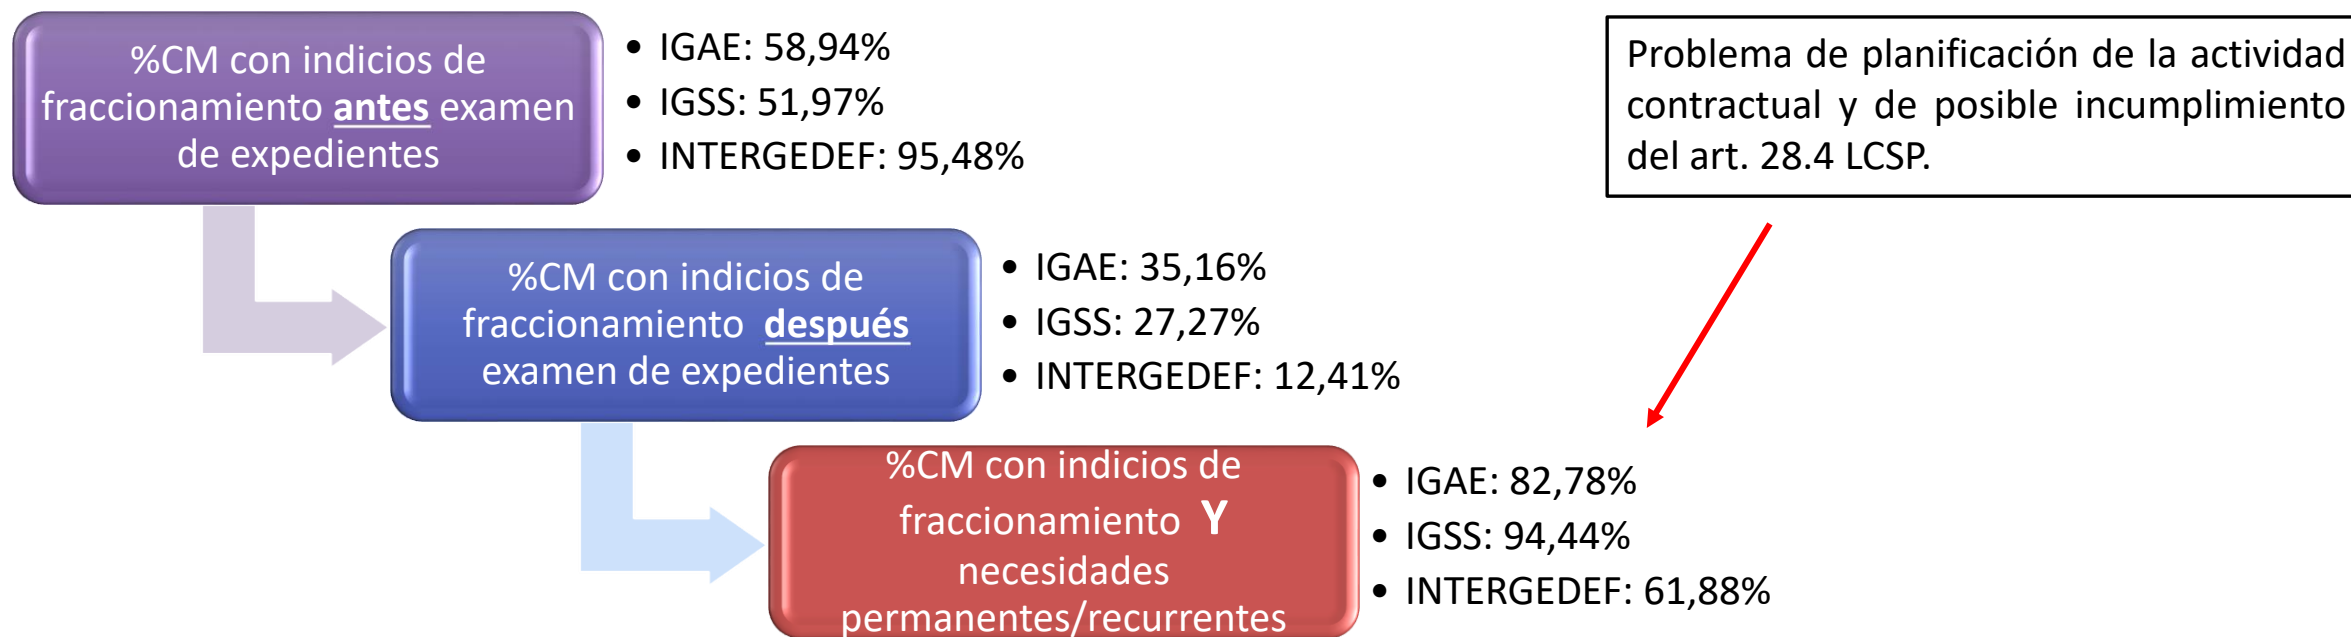 %CM con indicios de
fraccionamiento antes examen
de expedientes
• IGAE: 58,94%
• IGSS: 51,97%
• INTERGEDEF: 95,48%
Problema de planificación de la actividad
contractual y de posible incumplimiento
del art. 28.4 LCSP.
%CM con indicios de
fraccionamiento después
examen de expedientes
• IGAE: 35,16%
• IGSS: 27,27%
• INTERGEDEF: 12,41%
%CM con indicios de
fraccionamiento Y
necesidades
permanentes/recurrentes
• IGAE: 82,78%
• IGSS: 94,44%
• INTERGEDEF: 61,88%